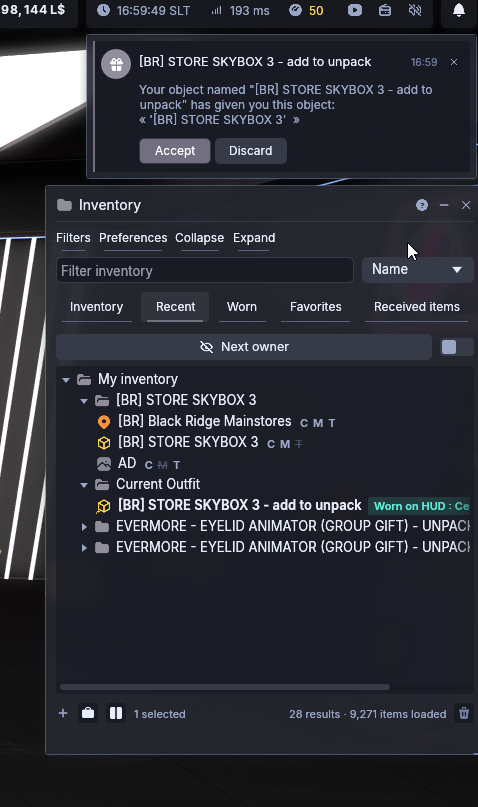 98,144 L$ 16:59:49 SLT 193 ms 50
[BR] STORE SKYBOX 3 - add to unpack 16:59
Your object named "[BR] STORE SKYBOX 3 - add to
unpack" has given you this object:
« '[BR] STORE SKYBOX 3' »
Accept Discard
Inventory
Filters Preferences Collapse Expand
Filter inventory Name
Inventory Recent Worn Favorites Received items
Next owner
My inventory
[BR] STORE SKYBOX 3
[BR] Black Ridge Mainstores C M T
[BR] STORE SKYBOX 3 C M T
AD C M T
Current Outfit
[BR] STORE SKYBOX 3 - add to unpack Worn on HUD : Ce
EVERMORE - EYELID ANIMATOR (GROUP GIFT) - UNPACK
EVERMORE - EYELID ANIMATOR (GROUP GIFT) - UNPACK
1 selected 28 results · 9,271 items loaded